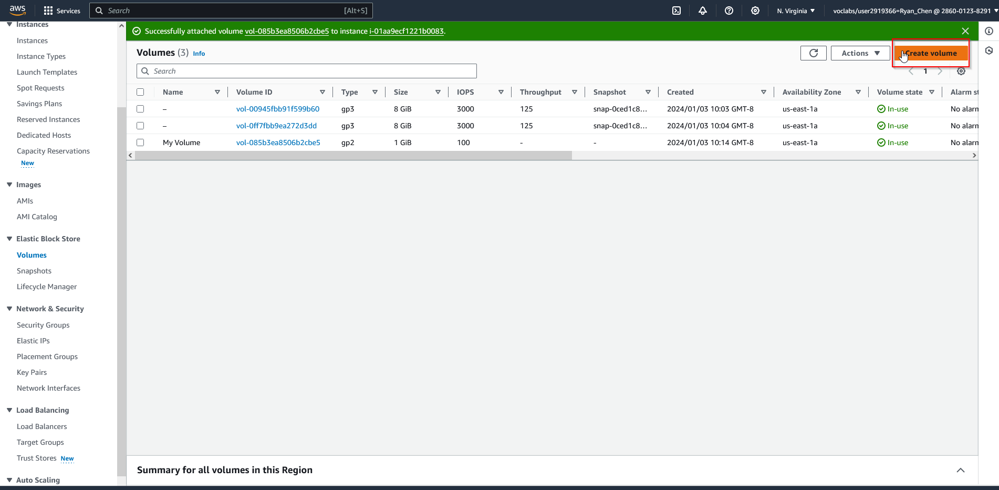 aws
Services
Search
[Alt+S]
N. Virginia
voclabs/user2919366=Ryan_Chen @ 2860-0123-8291
Instances
Instances
Instance Types
Launch Templates
Spot Requests
Savings Plans
Reserved Instances
Dedicated Hosts
Capacity Reservations
New
Images
AMIs
AMI Catalog
Elastic Block Store
Volumes
Snapshots
Lifecycle Manager
Network & Security
Security Groups
Elastic IPs
Placement Groups
Key Pairs
Network Interfaces
Load Balancing
Load Balancers
Target Groups
Trust Stores New
Auto Scaling
Successfully attached volume vol-085b3ea8506b2cbe5 to instance i-01aa9ecf1221b0083.
Volumes (3) Info
Actions
Create volume
Search
1
Name Volume ID Type Size IOPS Throughput Snapshot Created Availability Zone Volume state Alarm st
– vol-00945fbb91f599b60 gp3 8 GiB 3000 125 snap-0ced1c8... 2024/01/03 10:03 GMT-8 us-east-1a In-use No alarm
– vol-0ff7fbb9ea272d3dd gp3 8 GiB 3000 125 snap-0ced1c8... 2024/01/03 10:04 GMT-8 us-east-1a In-use No alarm
My Volume vol-085b3ea8506b2cbe5 gp2 1 GiB 100 - - 2024/01/03 10:14 GMT-8 us-east-1a In-use No alarm
Summary for all volumes in this Region